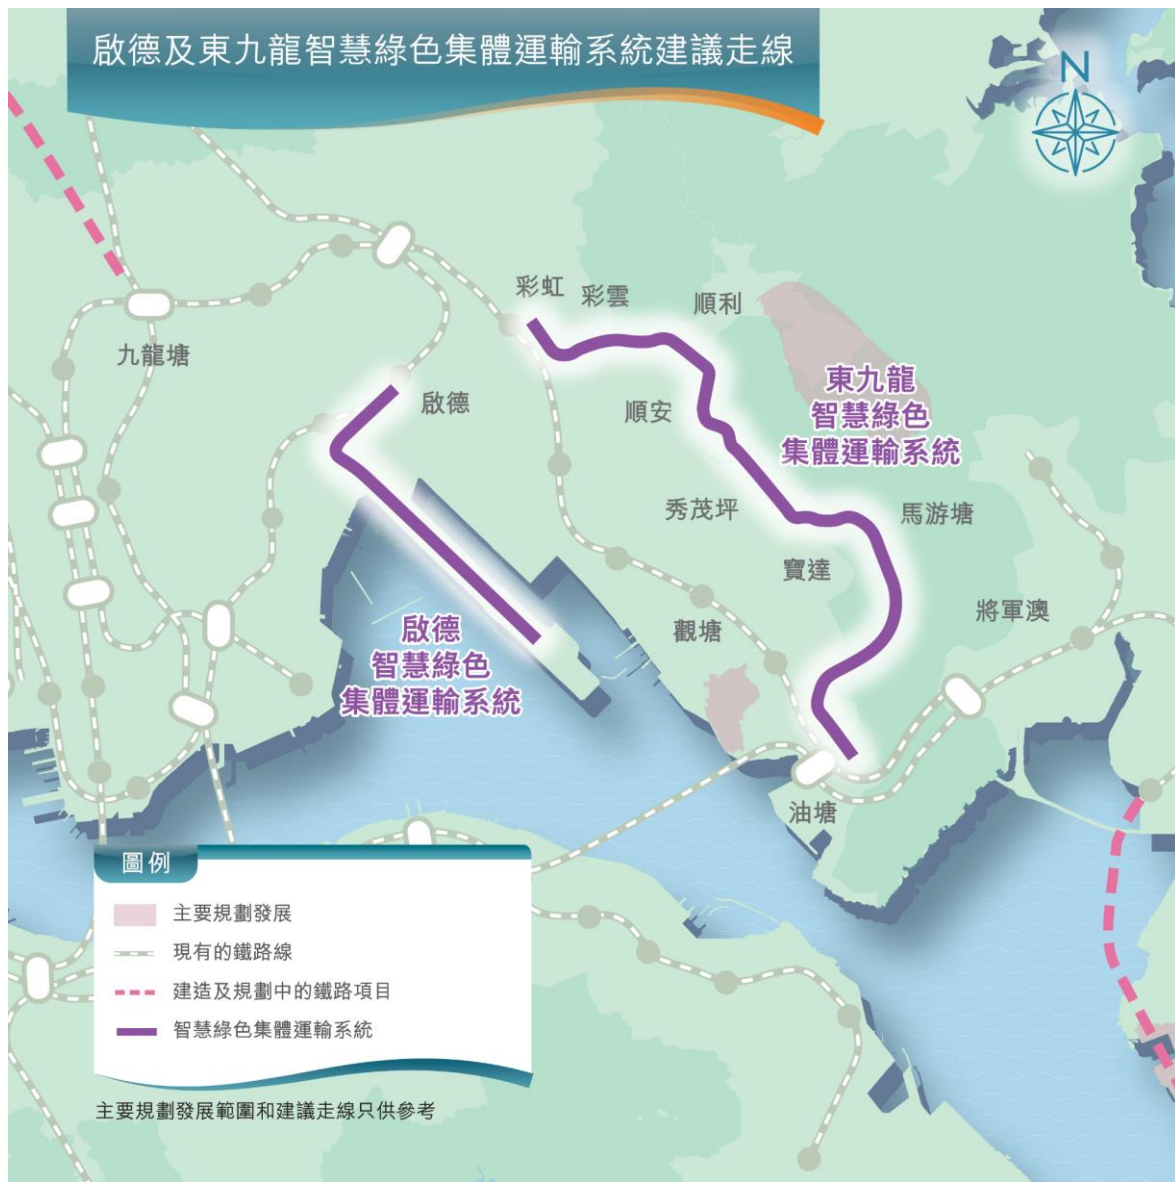 啟德及東九龍智慧綠色集體運輸系統建議走線
N
彩虹
彩雲
順利
九龍塘
啟德
順安
東九龍
智慧綠色
集體運輸系統
秀茂坪
馬游塘
寶達
將軍澳
觀塘
啟德
智慧綠色
集體運輸系統
油塘
圖例
主要規劃發展
現有的鐵路線
建造及規劃中的鐵路項目
智慧綠色集體運輸系統
主要規劃發展範圍和建議走線只供參考